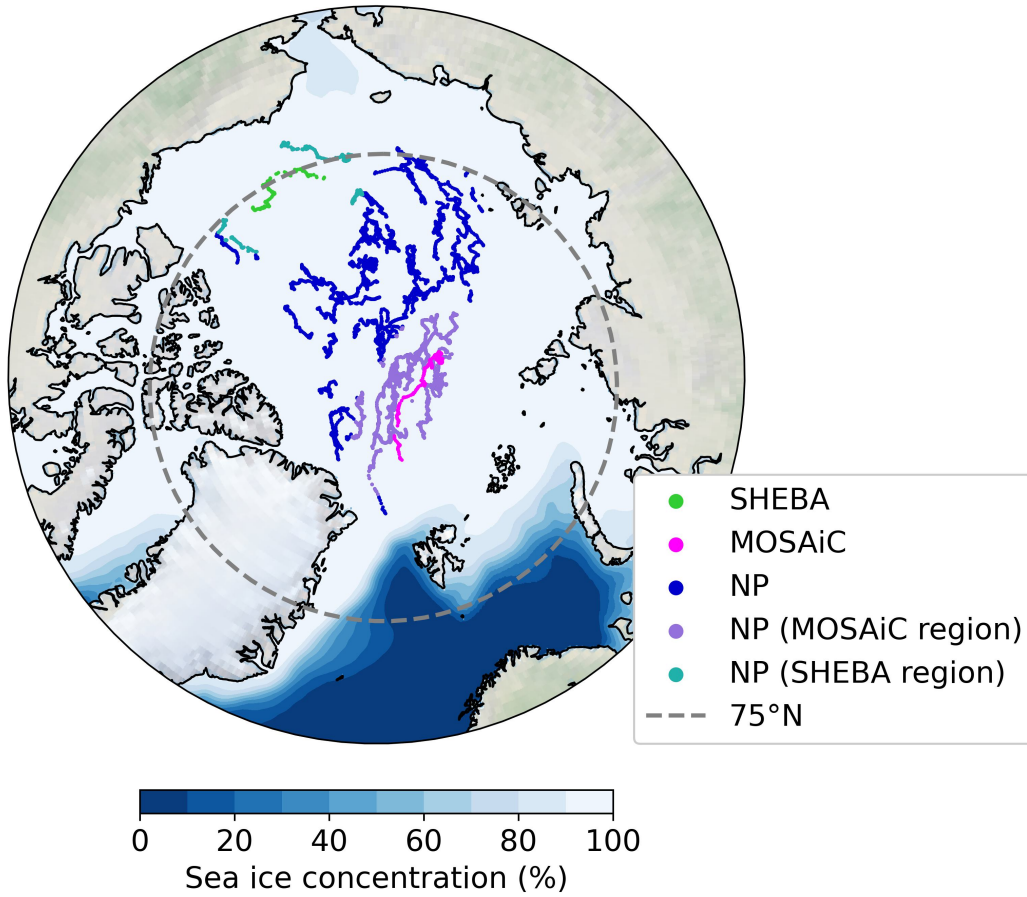 SHEBA
MOSAiC
NP
NP (MOSAiC region)
NP (SHEBA region)
75°N
0 20 40 60 80 100
Sea ice concentration (%)